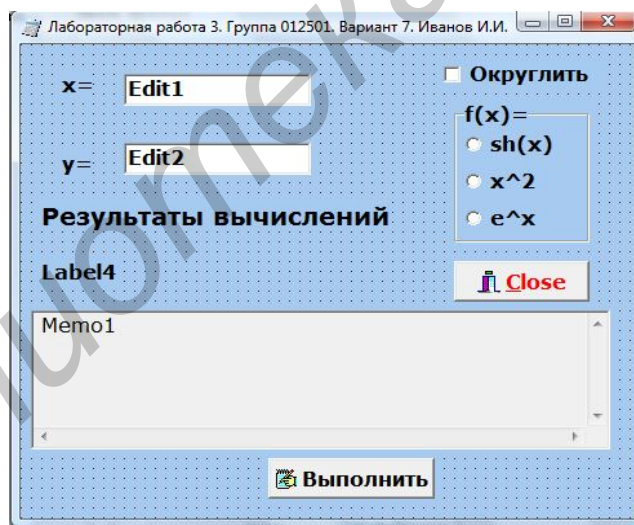 Лабораторная работа 3. Группа 012501. Вариант 7. Иванов И.И.
x=
Edit1
Округлить
f(x)=
sh(x)
y=
Edit2
x^2
e^x
Результаты вычислений
Label4
Close
Memo1
Выполнить